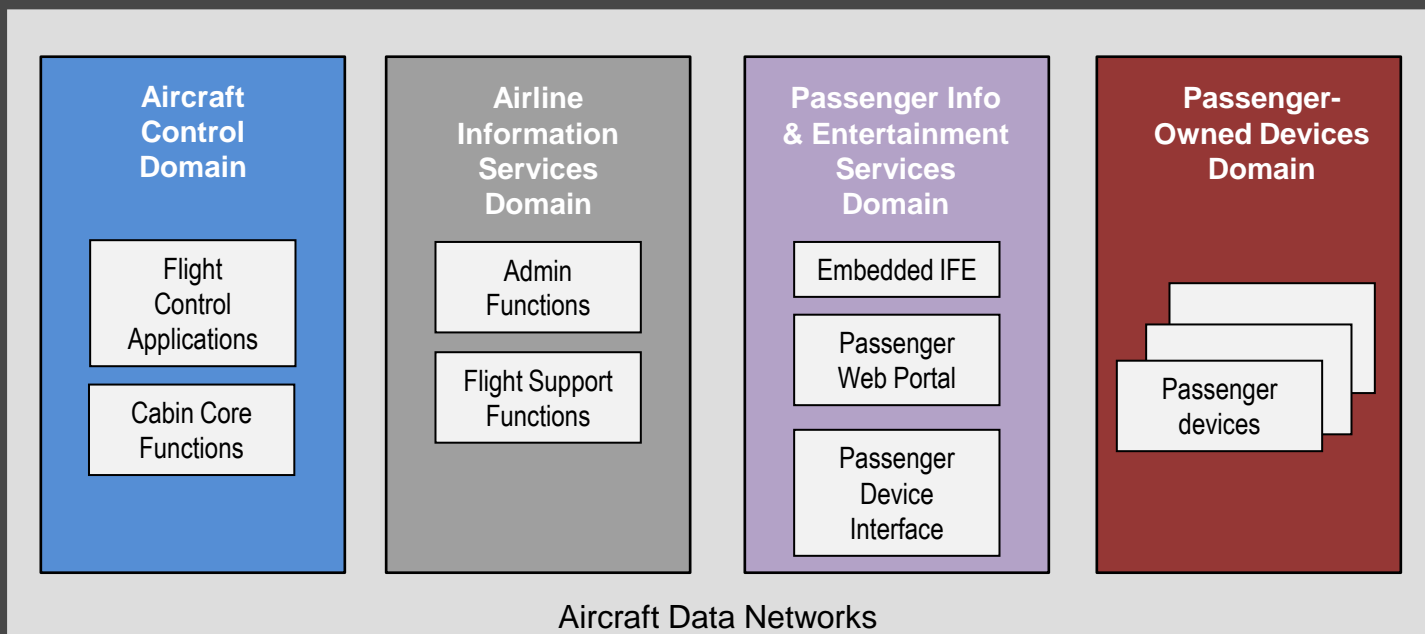 Aircraft
Control
Domain
Flight
Control
Applications
Cabin Core
Functions
Airline
Information
Services
Domain
Admin
Functions
Flight Support
Functions
Passenger Info
& Entertainment
Services
Domain
Embedded IFE
Passenger
Web Portal
Passenger
Device
Interface
Passenger-
Owned Devices
Domain
Passenger
devices
Aircraft Data Networks